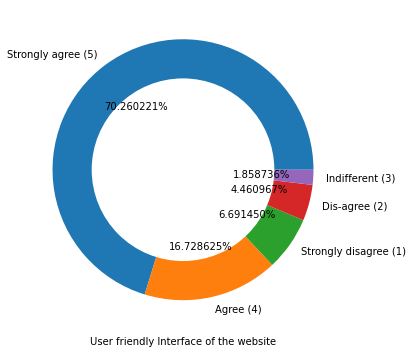 Strongly agree (5)
70.260221%
1.858736%
Indifferent (3)
4.460967%
Dis-agree (2)
6.691450%
16.728625%
Strongly disagree (1)
Agree (4)
User friendly Interface of the website